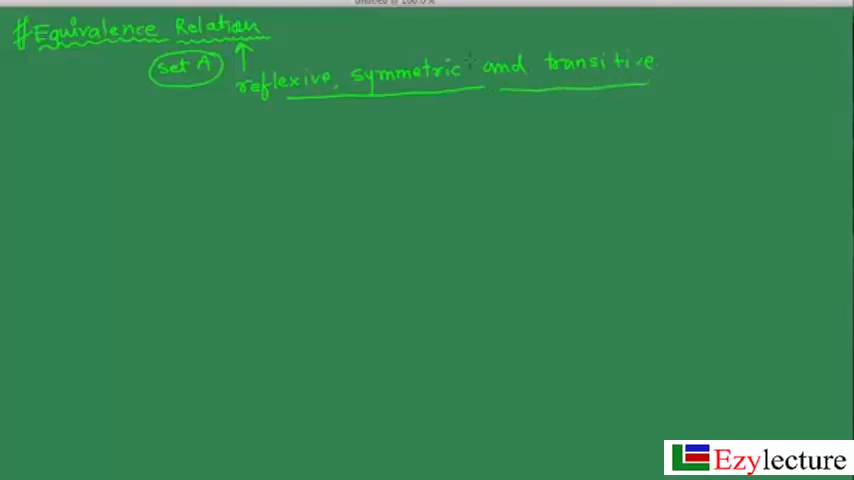 # Equivalence Relation
set A reflexive, symmetric and transitive.
Ezylecture